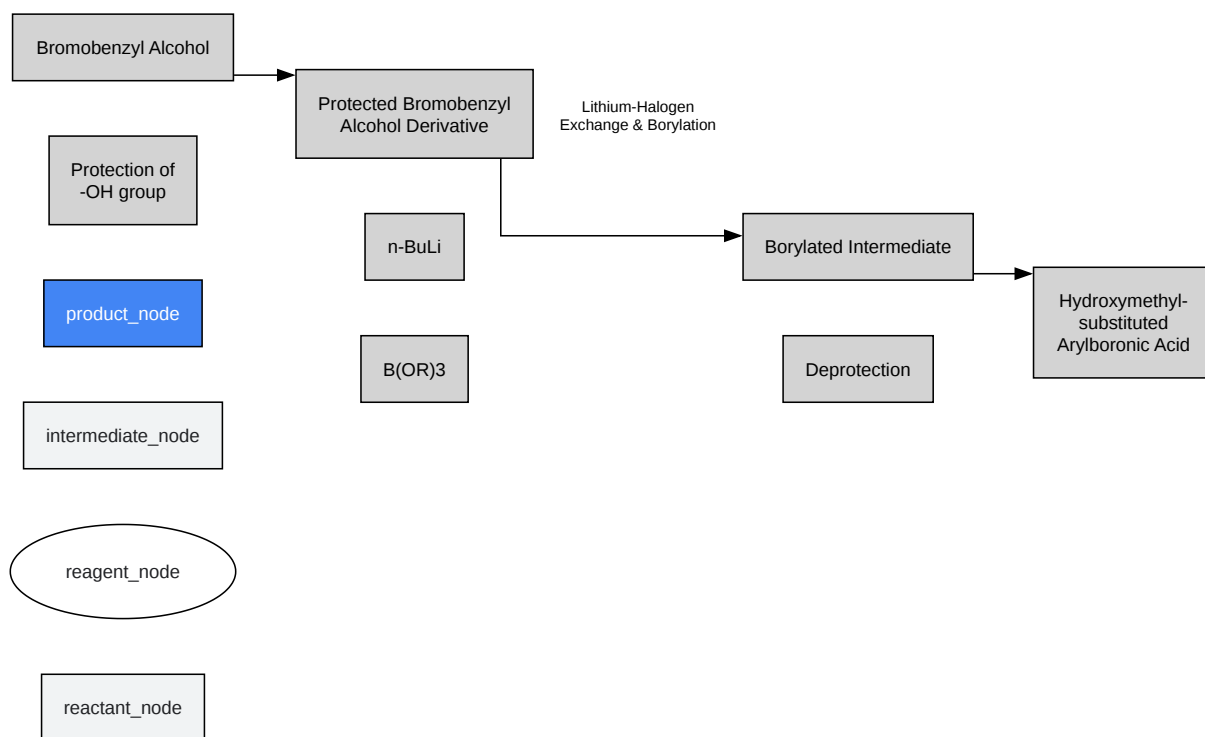 Bromobenzyl Alcohol
Protected Bromobenzyl
Alcohol Derivative
Lithium-Halogen
Exchange & Borylation
Protection of
-OH group
n-BuLi
Borylated Intermediate
Hydroxymethyl-
substituted
Arylboronic Acid
product_node
B(OR)3
Deprotection
intermediate_node
reagent_node
reactant_node